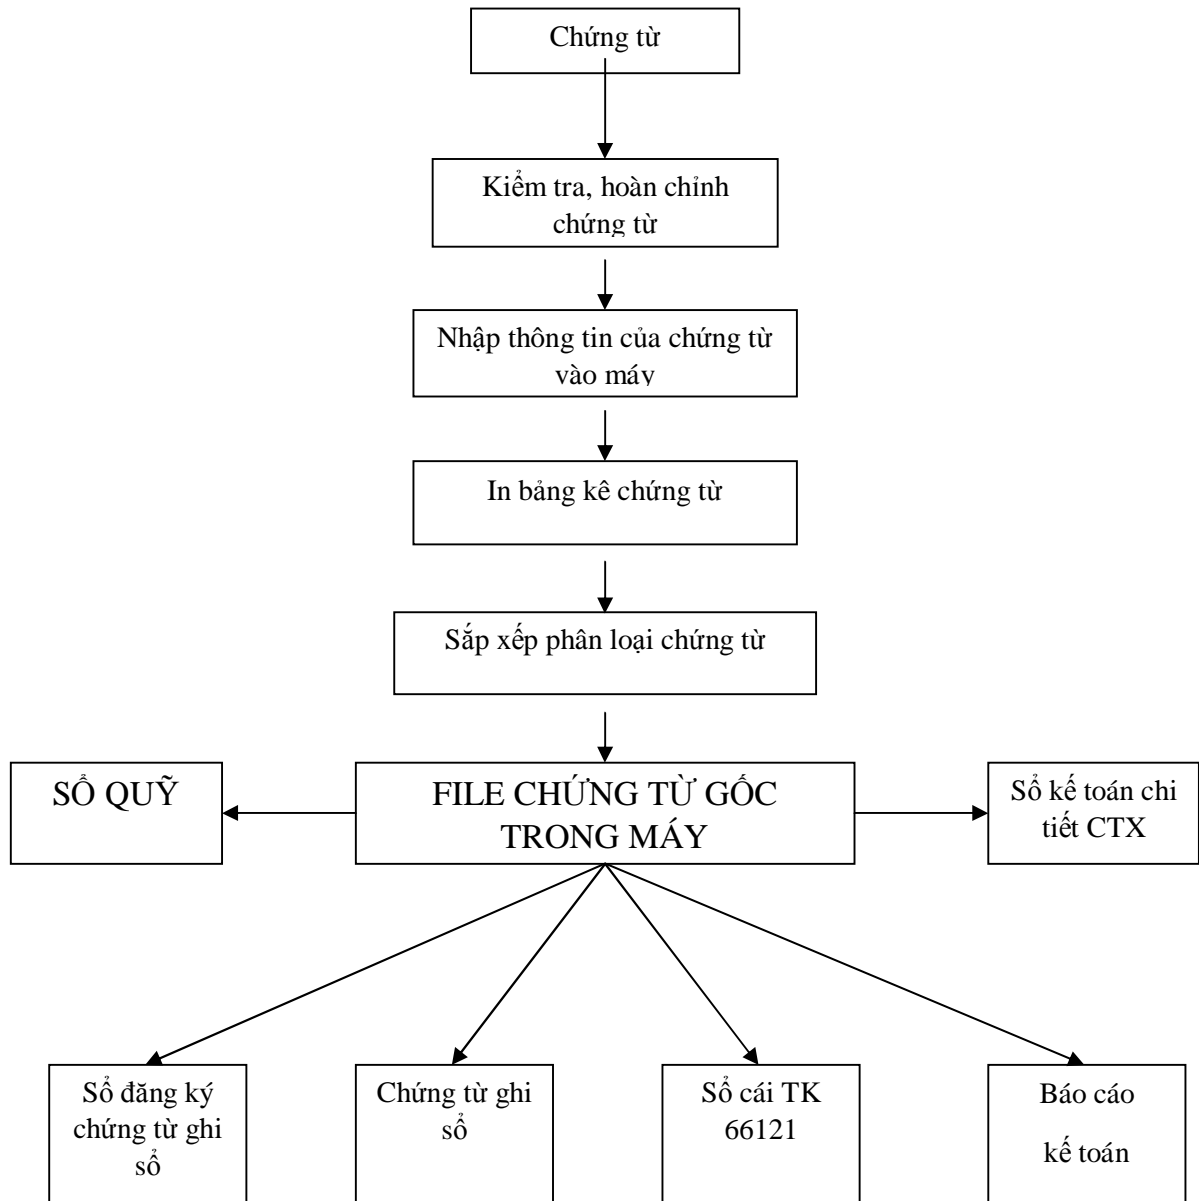 Chứng từ
Kiểm tra, hoàn chỉnh
chứng từ
Nhập thông tin của chứng từ
vào máy
In bảng kê chứng từ
Sắp xếp phân loại chứng từ
SỔ QUỸ
FILE CHỨNG TỪ GỐC
TRONG MÁY
Sổ kế toán chi
tiết CTX
Sổ đăng ký
chứng từ ghi
sổ
Chứng từ ghi
sổ
Sổ cái TK
66121
Báo cáo
kế toán